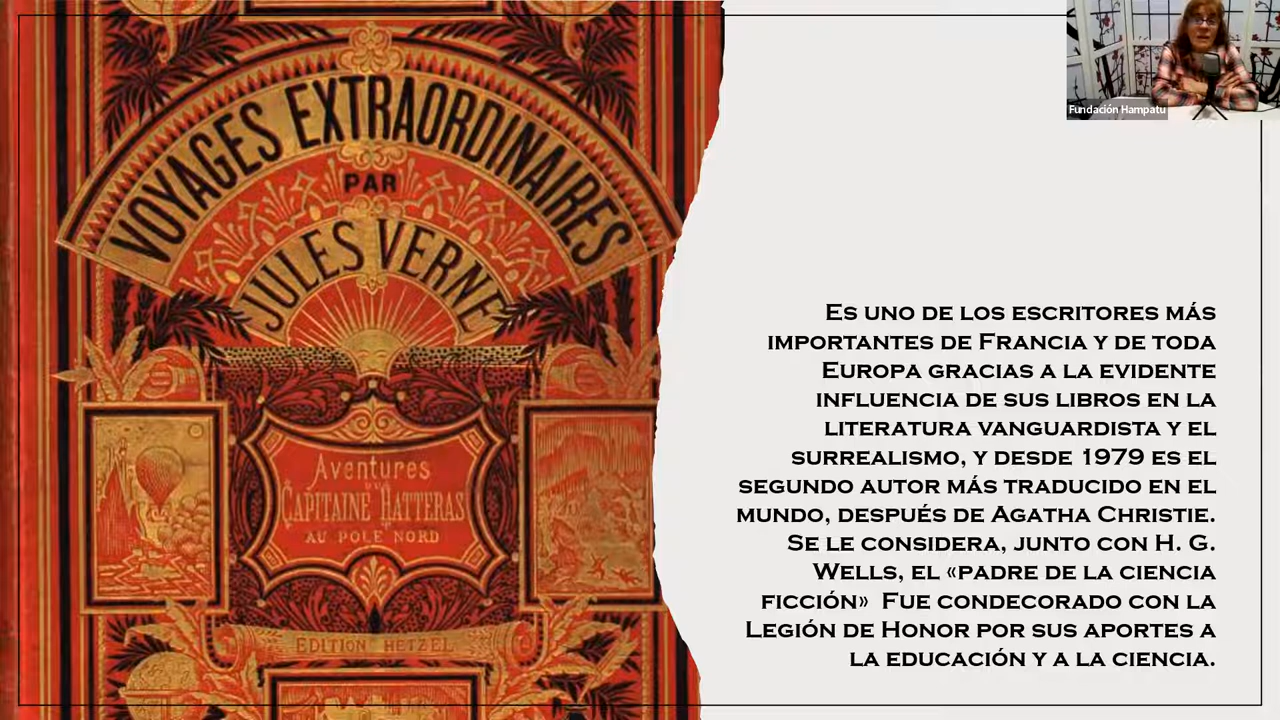 VOYAGES EXTRAORDINAIRES
PAR
JULES VERNE
Aventures
CAPITAINE HATTERAS
AU POLE NORD
EDITION HETZEL
Fundación Hampatu
Es uno de los escritores más
importantes de Francia y de toda
Europa gracias a la evidente
influencia de sus libros en la
literatura vanguardista y el
surrealismo, y desde 1979 es el
segundo autor más traducido en el
mundo, después de Agatha Christie.
Se le considera, junto con H. G.
Wells, el «padre de la ciencia
ficción»  Fue condecorado con la
Legión de Honor por sus aportes a
la educación y a la ciencia.